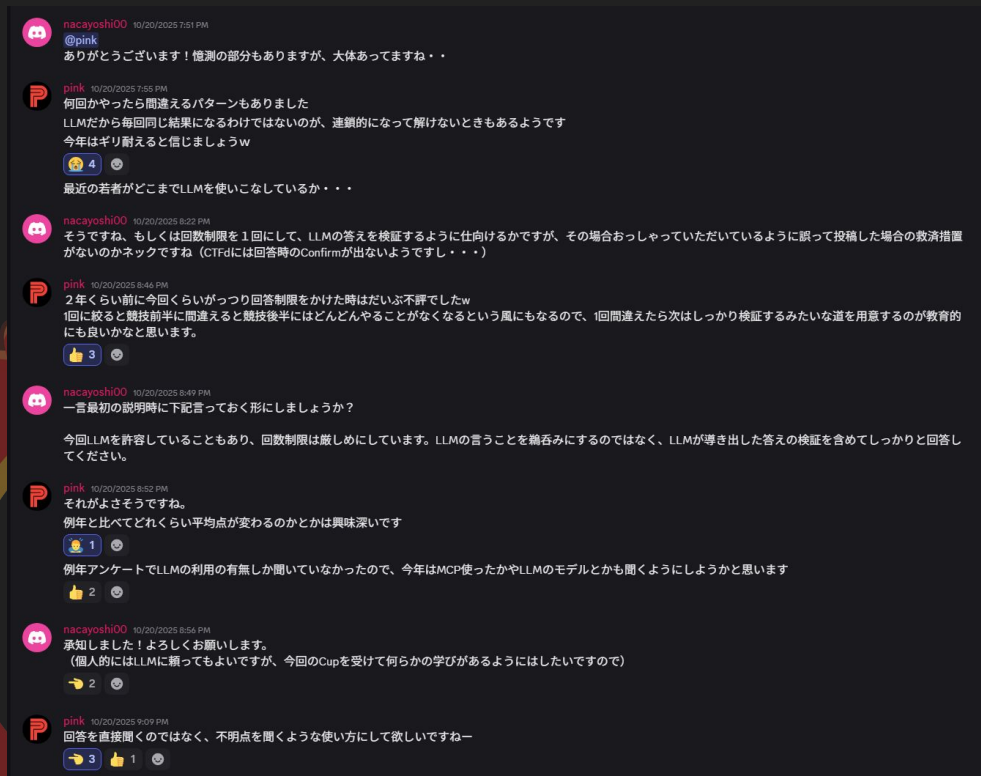 nacayoshi00 10/20/2025 7:51 PM
@pink
ありがとうございます！憶測の部分もありますが、大体あってますね・・
pink 10/20/2025 7:55 PM
何回かやったら間違えるパターンもありました
LLMだから毎回同じ結果になるわけではないのが、連鎖的になって解けないときもあるようです
今年はギリ耐えると信じましょうw
4
最近の若者がどこまでLLMを使いこなしているか・・・
nacayoshi00 10/20/2025 8:22 PM
そうですね、もしくは回数制限を１回にして、LLMの答えを検証するように仕向けるかですが、その場合おっしゃっていただいているように誤って投稿した場合の救済措置
がないのかネックですね（CTFdには回答時のConfirmが出ないようですし・・・）
pink 10/20/2025 8:46 PM
２年くらい前に今回くらいがっつり回答制限をかけた時はだいぶ不評でしたw
1回に絞ると競技前半に間違えると競技後半にはどんどんやることがなくなるという風にもなるので、1回間違えたら次はしっかり検証するみたいな道を用意するのが教育的
にも良いかなと思います。
3
nacayoshi00 10/20/2025 8:49 PM
一言最初の説明時に下記言っておく形にしましょうか？
今回LLMを許容していることもあり、回数制限は厳しめにしています。LLMの言うことを鵜呑みにするのではなく、LLMが導き出した答えの検証を含めてしっかりと回答し
てください。
pink 10/20/2025 8:52 PM
それがよさそうですね。
例年と比べてどれくらい平均点が変わるのかとかは興味深いです
1
例年アンケートでLLMの利用の有無しか聞いていなかったので、今年はMCP使ったかやLLMのモデルとかも聞くようにしようかと思います
2
nacayoshi00 10/20/2025 8:56 PM
承知しました！よろしくお願いします。
（個人的にはLLMに頼ってもよいですが、今回のCupを受けて何らかの学びがあるようにはしたいですので）
2
pink 10/20/2025 9:09 PM
回答を直接聞くのではなく、不明点を聞くような使い方にして欲しいですねー
3 1